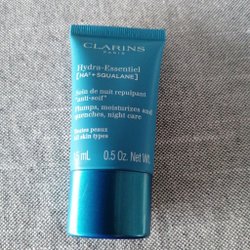 CLARINS
PARIS
Hydra-Essentiel
[HA² + SQUALANE]
Soin de nuit repulpant
"anti-soif"
Plumps, moisturizes and
quenches, night care
Toutes peaux
All skin types
15 mL 0.5 Oz. Net Wt.